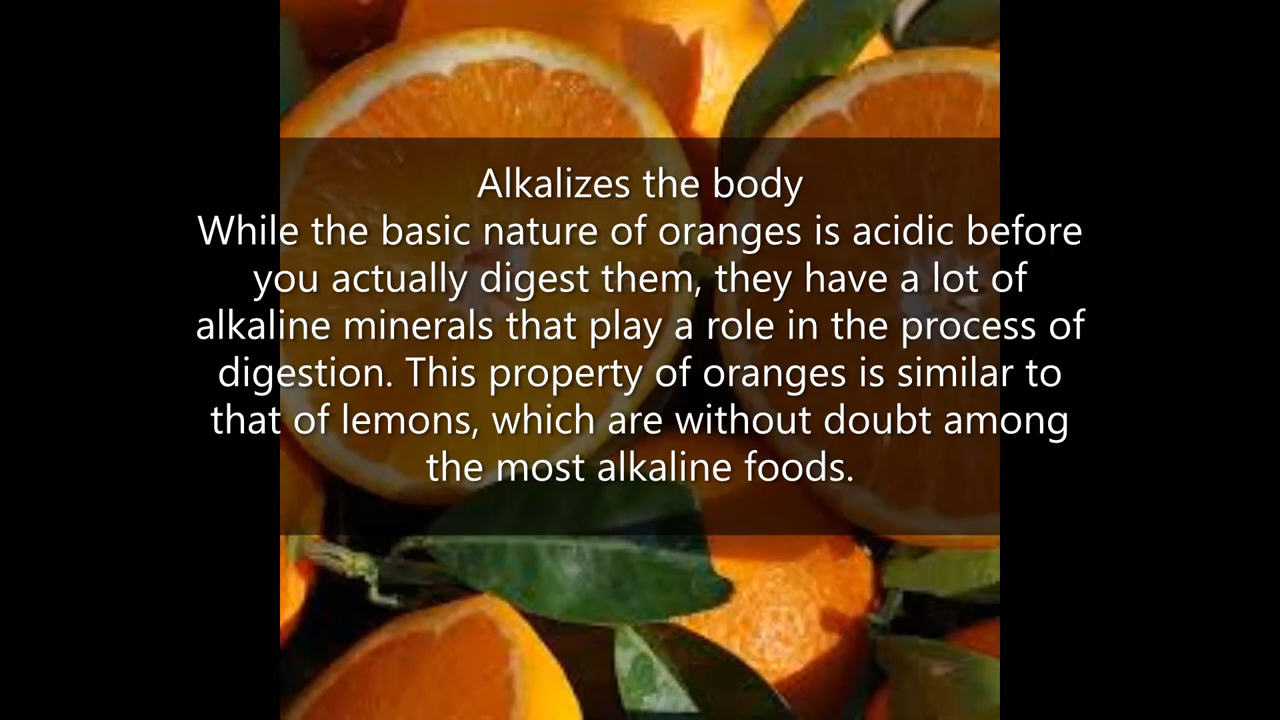 Alkalizes the body
While the basic nature of oranges is acidic before
you actually digest them, they have a lot of
alkaline minerals that play a role in the process of
digestion. This property of oranges is similar to
that of lemons, which are without doubt among
the most alkaline foods.